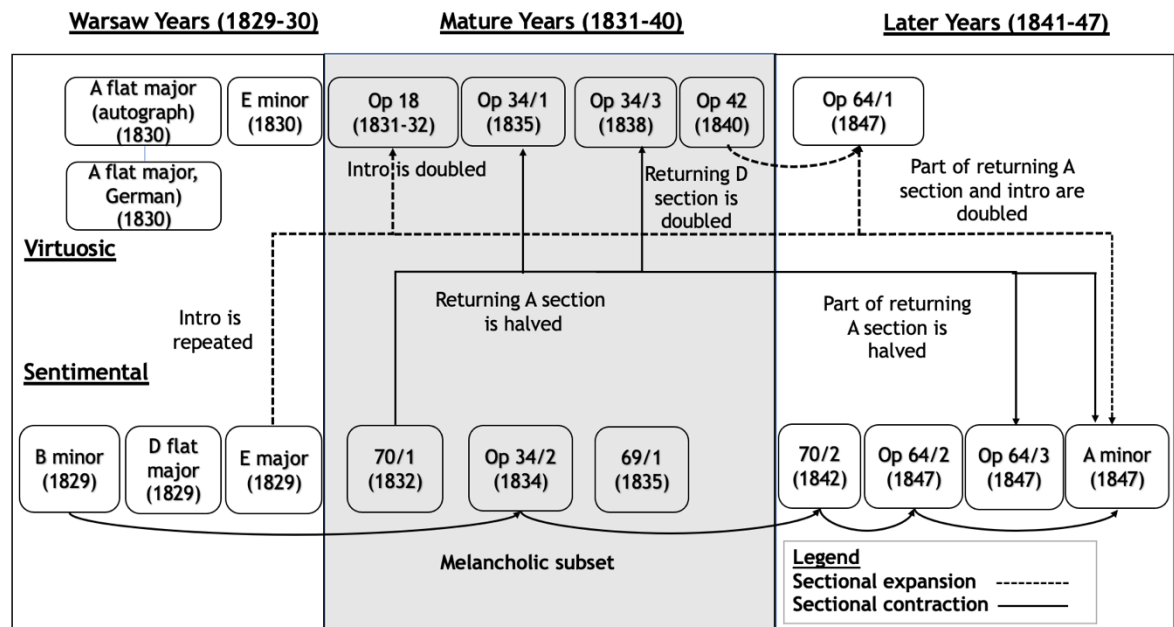 Warsaw Years (1829-30)
Mature Years (1831-40)
Later Years (1841-47)
A flat major
(autograph)
(1830)
E minor
(1830)
Op 18
(1831-32)
Op 34/1
(1835)
Op 34/3
(1838)
Op 42
(1840)
Op 64/1
(1847)
A flat major,
German)
(1830)
Intro is doubled
Returning D
section is
doubled
Part of returning A
section and intro are
doubled
Virtuosic
Intro is
repeated
Returning A section
is halved
Part of returning
A section is
halved
Sentimental
B minor
(1829)
D flat
major
(1829)
E major
(1829)
70/1
(1832)
Op 34/2
(1834)
69/1
(1835)
70/2
(1842)
Op 64/2
(1847)
Op 64/3
(1847)
A minor
(1847)
Melancholic subset
Legend
Sectional expansion
Sectional contraction